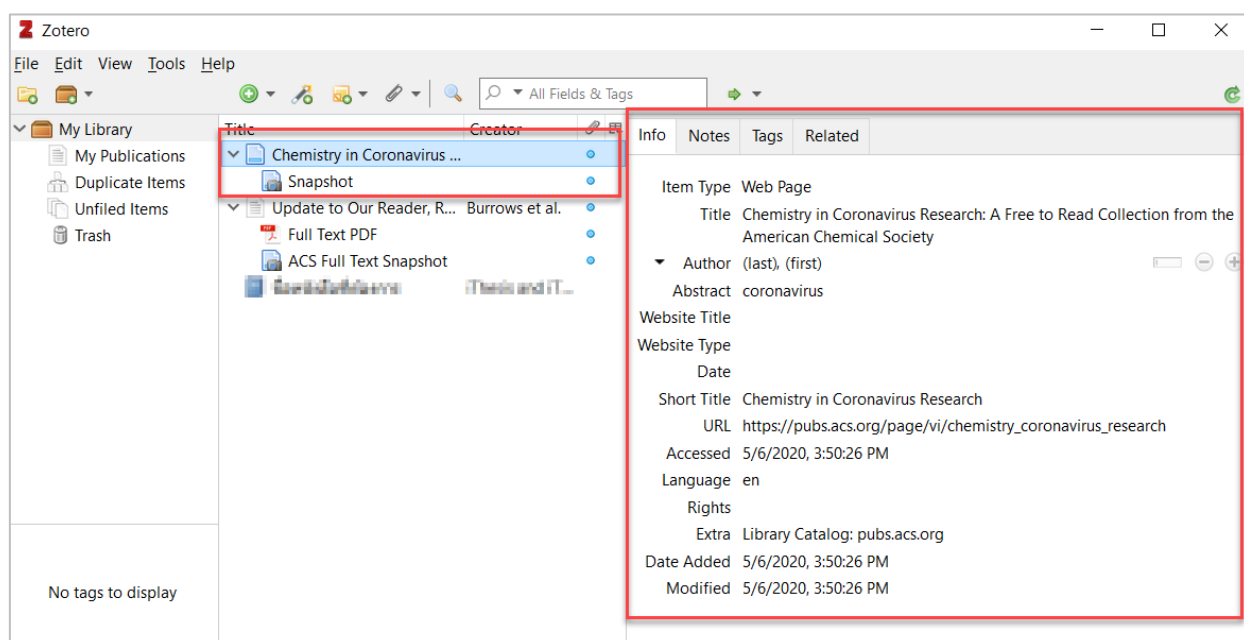 Zotero
File Edit View Tools Help
All Fields & Tags
My Library
My Publications
Duplicate Items
Unfiled Items
Trash
No tags to display
Title Creator
Chemistry in Coronavirus ...
Snapshot
Update to Our Reader, R... Burrows et al.
Full Text PDF
ACS Full Text Snapshot
Info Notes Tags Related
Item Type Web Page
Title Chemistry in Coronavirus Research: A Free to Read Collection from the
American Chemical Society
Author (last), (first)
Abstract coronavirus
Website Title
Website Type
Date
Short Title Chemistry in Coronavirus Research
URL https://pubs.acs.org/page/vi/chemistry_coronavirus_research
Accessed 5/6/2020, 3:50:26 PM
Language en
Rights
Extra Library Catalog: pubs.acs.org
Date Added 5/6/2020, 3:50:26 PM
Modified 5/6/2020, 3:50:26 PM